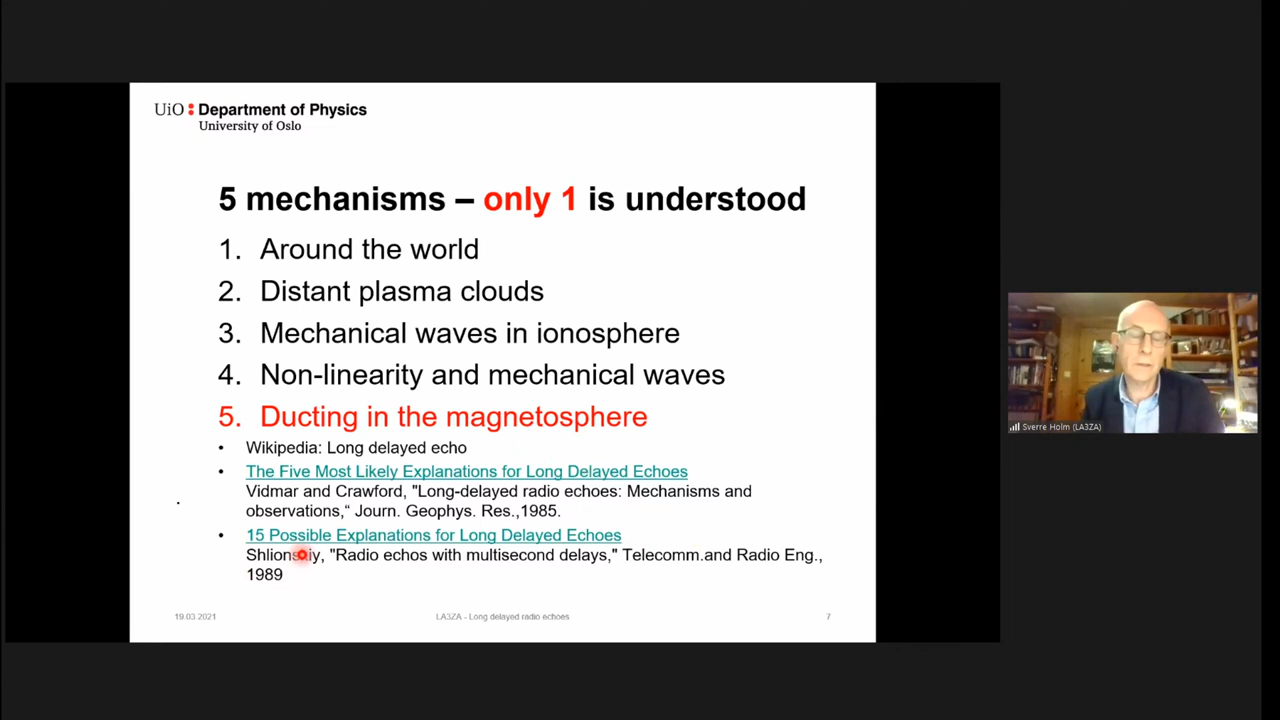 UiO Department of Physics
University of Oslo
5 mechanisms – only 1 is understood
1. Around the world
2. Distant plasma clouds
3. Mechanical waves in ionosphere
4. Non-linearity and mechanical waves
5. Ducting in the magnetosphere
• Wikipedia: Long delayed echo
• The Five Most Likely Explanations for Long Delayed Echoes
Vidmar and Crawford, "Long-delayed radio echoes: Mechanisms and
observations,“ Journ. Geophys. Res.,1985.
• 15 Possible Explanations for Long Delayed Echoes
"Radio echos with multisecond delays," Telecomm.and Radio Eng.,
1989
19.03 2021
LA3ZA - Long delayed radio echoes
7
Sverre Holm (LA3ZA)